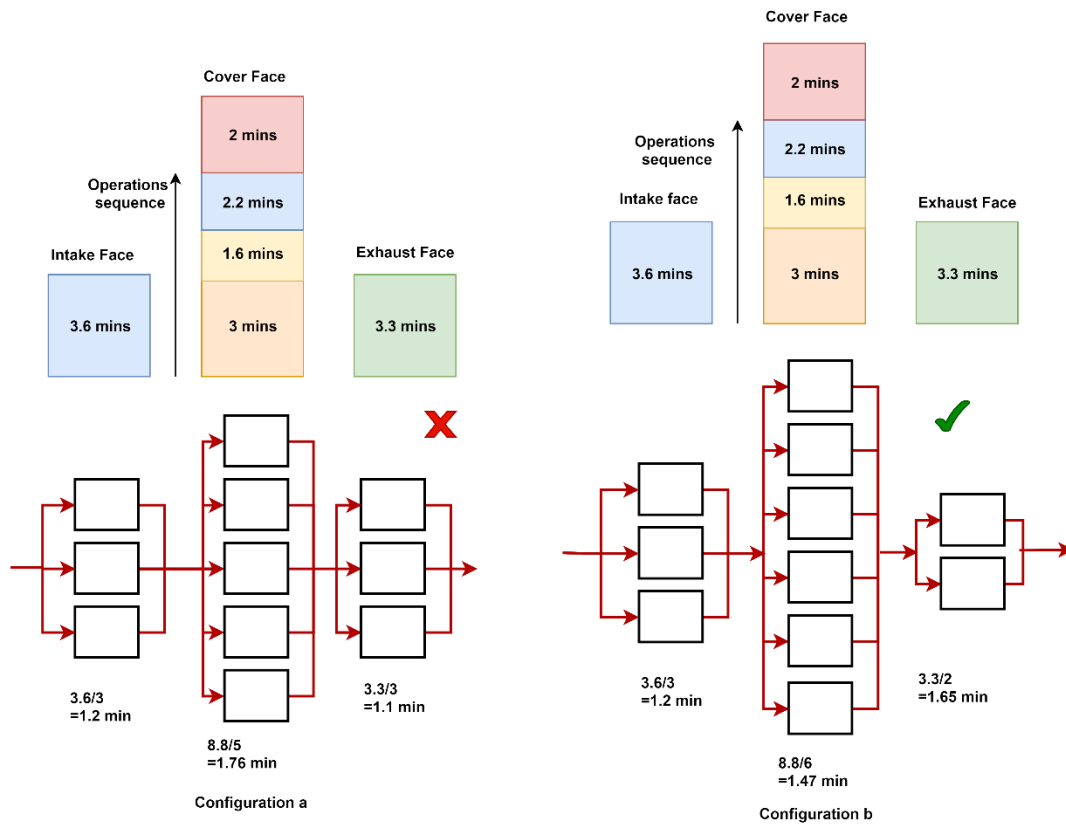 Cover Face
2 mins
Operations
sequence
2.2 mins
Intake Face
1.6 mins
Exhaust Face
3.6 mins
3 mins
3.3 mins
3.6/3
=1.2 min
8.8/5
=1.76 min
3.3/3
=1.1 min
Configuration a
Cover Face
2 mins
Operations
sequence
2.2 mins
Intake face
1.6 mins
Exhaust Face
3.6 mins
3 mins
3.3 mins
3.6/3
=1.2 min
8.8/6
=1.47 min
3.3/2
=1.65 min
Configuration b